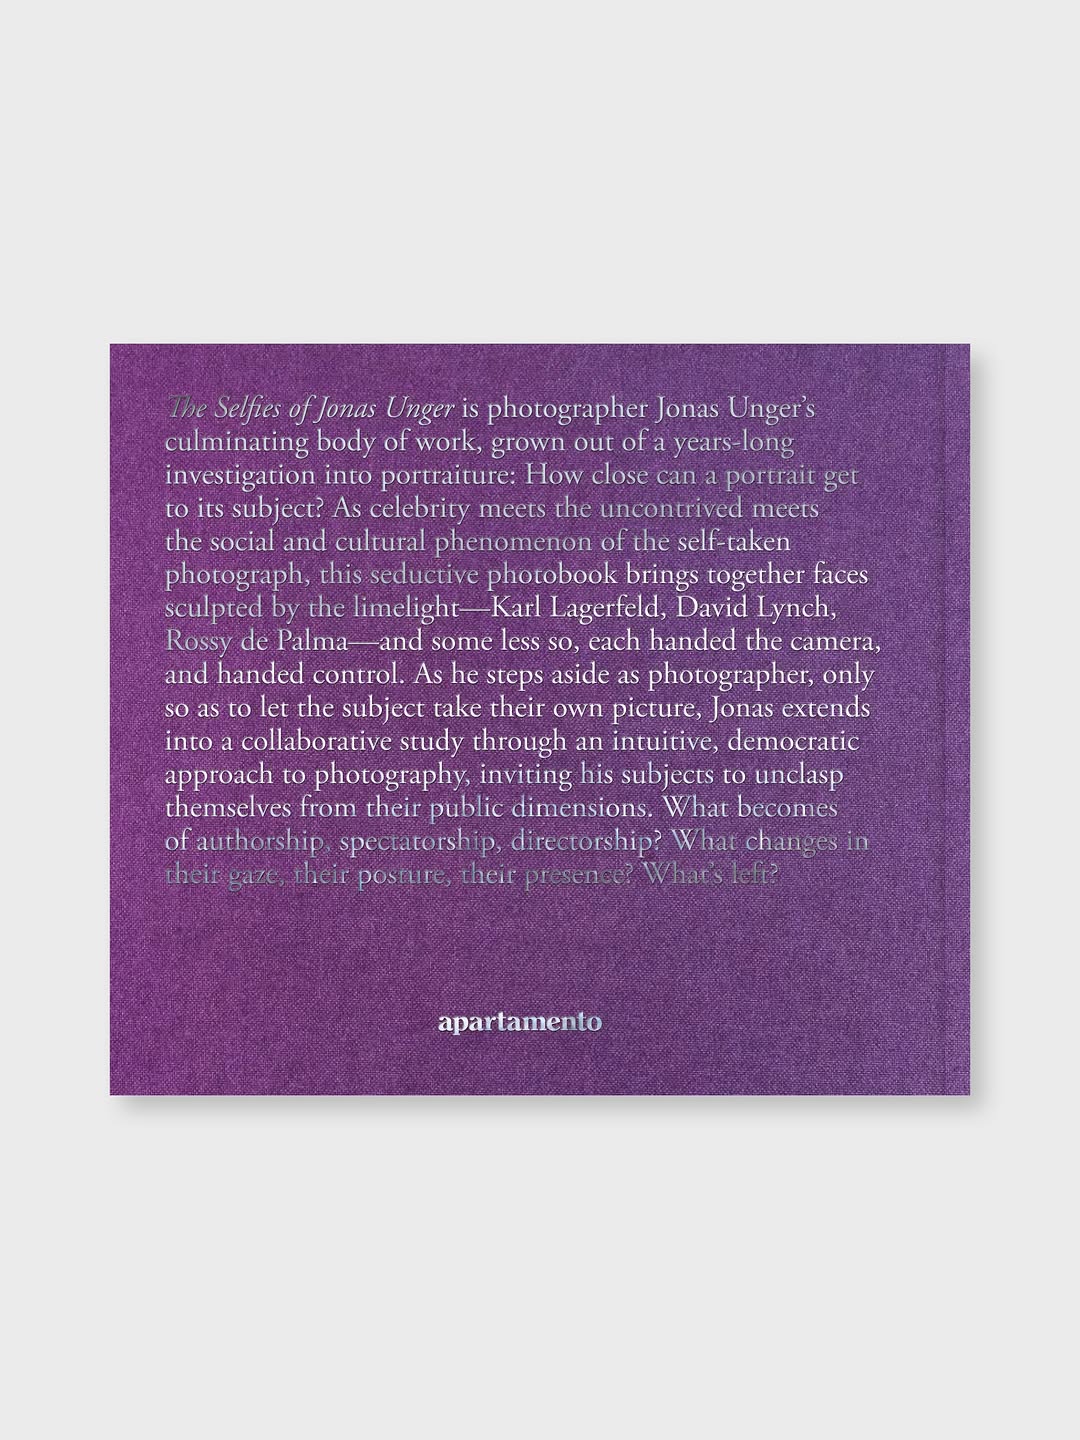 The Selfies of Jonas Unger is photographer Jonas Unger’s
culminating body of work, grown out of a years-long
investigation into portraiture: How close can a portrait get
to its subject? As celebrity meets the uncontrived meets
the social and cultural phenomenon of the self-taken
photograph, this seductive photobook brings together faces
sculpted by the limelight—Karl Lagerfeld, David Lynch,
Rossy de Palma—and some less so, each handed the camera,
and handed control. As he steps aside as photographer, only
so as to let the subject take their own picture, Jonas extends
into a collaborative study through an intuitive, democratic
approach to photography, inviting his subjects to unclasp
themselves from their public dimensions. What becomes
of authorship, spectatorship, directorship? What changes in
their gaze, their posture, their presence? What’s left?
apartamento